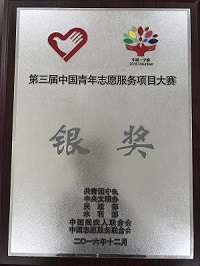 2016 Volunteer
第三届中国青年志愿服务项目大赛
银奖
共青团中央
中央文明办
民政部
水利部
中国残疾人联合会
中国志愿服务联合会
二〇一六年十二月